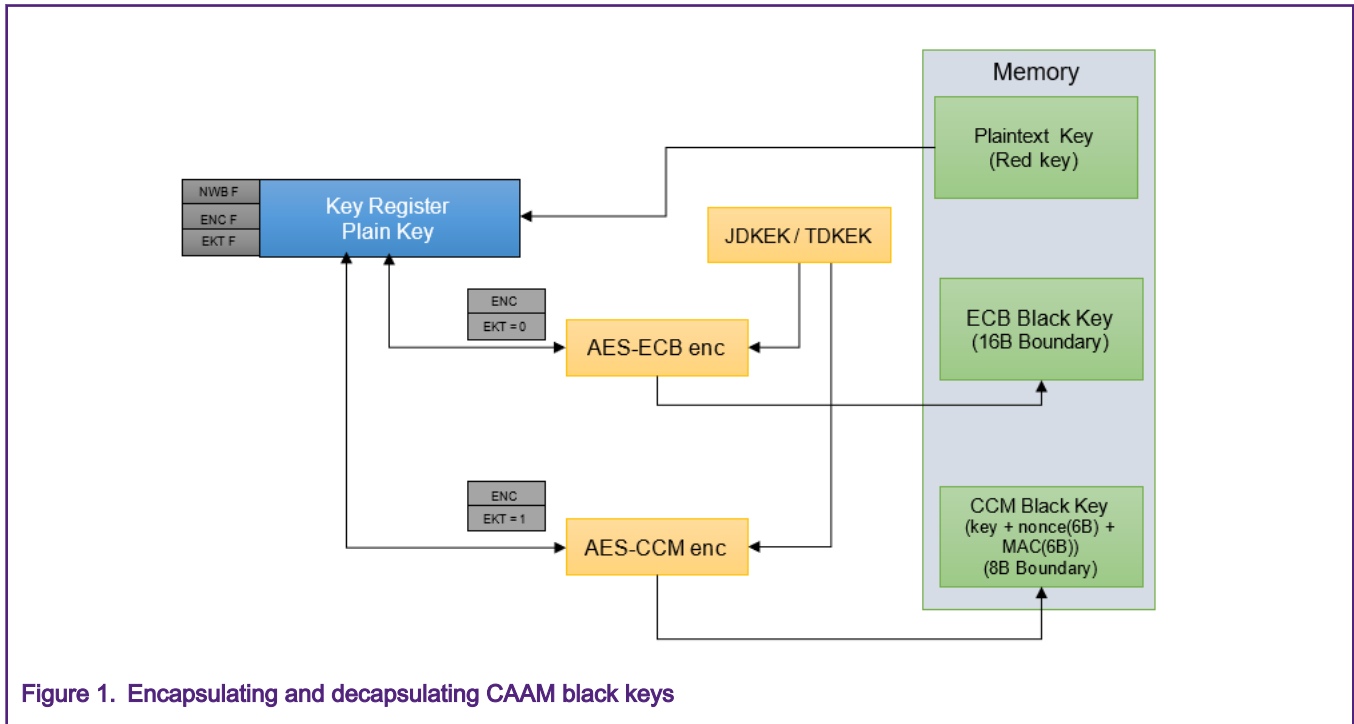 Memory
Plaintext Key
(Red key)
NWB F
ENC F
EKT F
Key Register
Plain Key
JDKEK / TDKEK
ENC
EKT = 0
AES-ECB enc
ECB Black Key
(16B Boundary)
ENC
EKT = 1
AES-CCM enc
CCM Black Key
(key + nonce(6B) +
MAC(6B))
(8B Boundary)
Figure 1. Encapsulating and decapsulating CAAM black keys